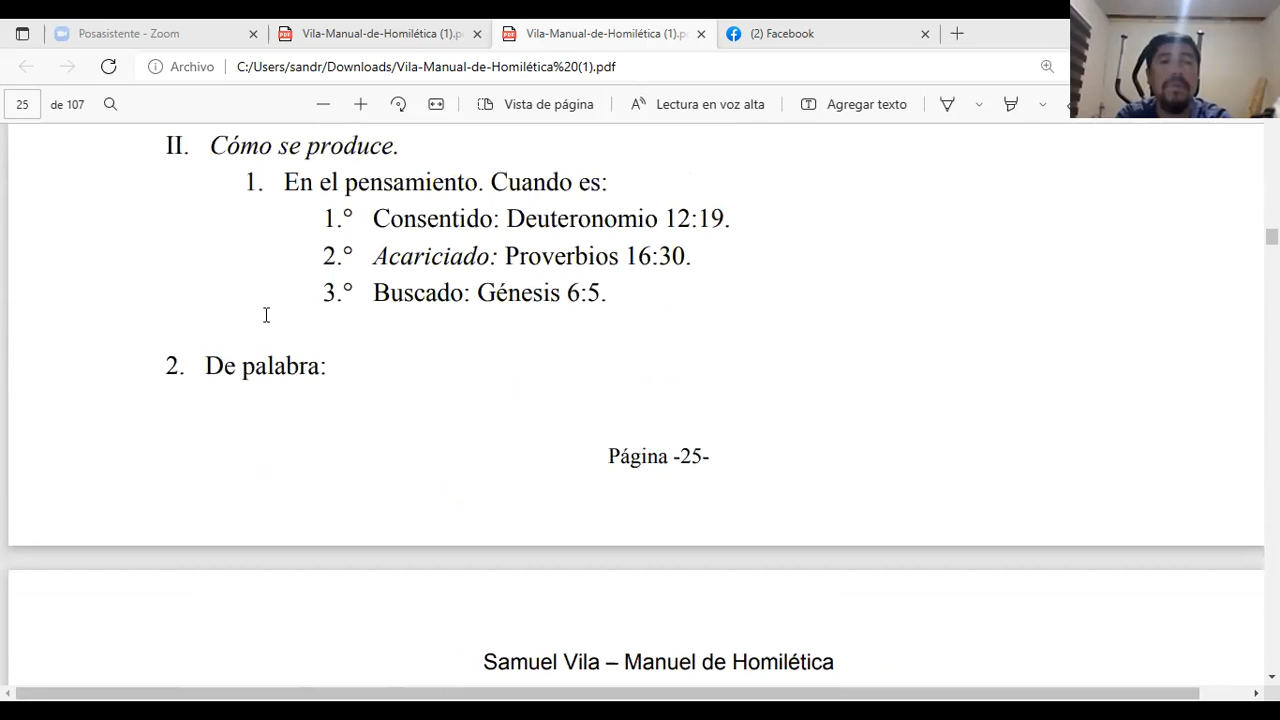 Posasistente - Zoom
Vila-Manual-de-Homilética (1).p
Vila-Manual-de-Homilética (1).p
(2) Facebook
Archivo
C:/Users/sandr/Downloads/Vila-Manual-de-Homilética%20(1).pdf
25 de 107
Vista de página
Lectura en voz alta
Agregar texto
II. Cómo se produce.
1. En el pensamiento. Cuando es:
1.° Consentido: Deuteronomio 12:19.
2.° Acariciado: Proverbios 16:30.
3.° Buscado: Génesis 6:5.
2. De palabra:
Página -25-
Samuel Vila – Manuel de Homilética